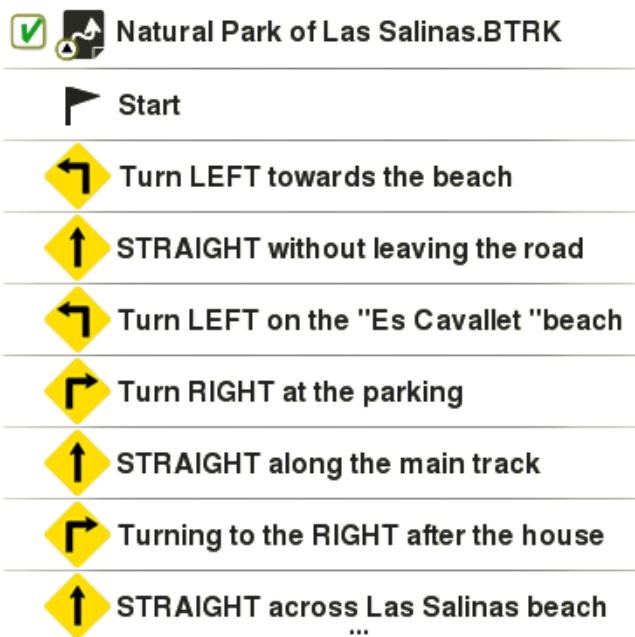 Natural Park of Las Salinas.BTRK
Start
Turn LEFT towards the beach
STRAIGHT without leaving the road
Turn LEFT on the "Es Cavallet "beach
Turn RIGHT at the parking
STRAIGHT along the main track
Turning to the RIGHT after the house
STRAIGHT across Las Salinas beach
...